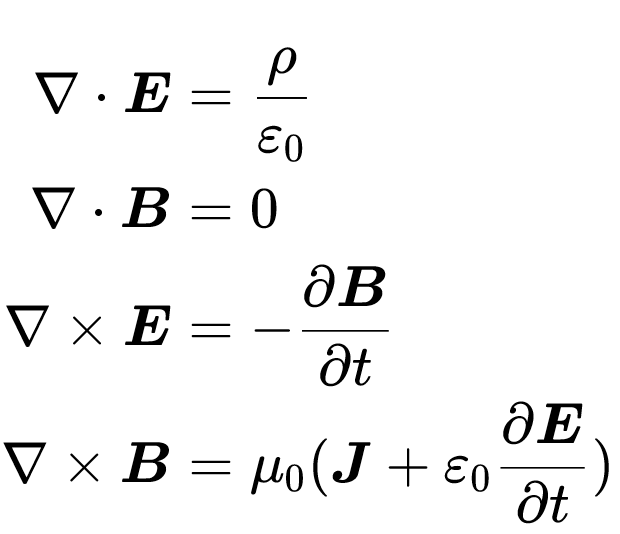 ∇ · E = ρ/ε₀
∇ · B = 0
∇ × E = −∂B/∂t
∇ × B = μ₀(J + ε₀ ∂E/∂t)